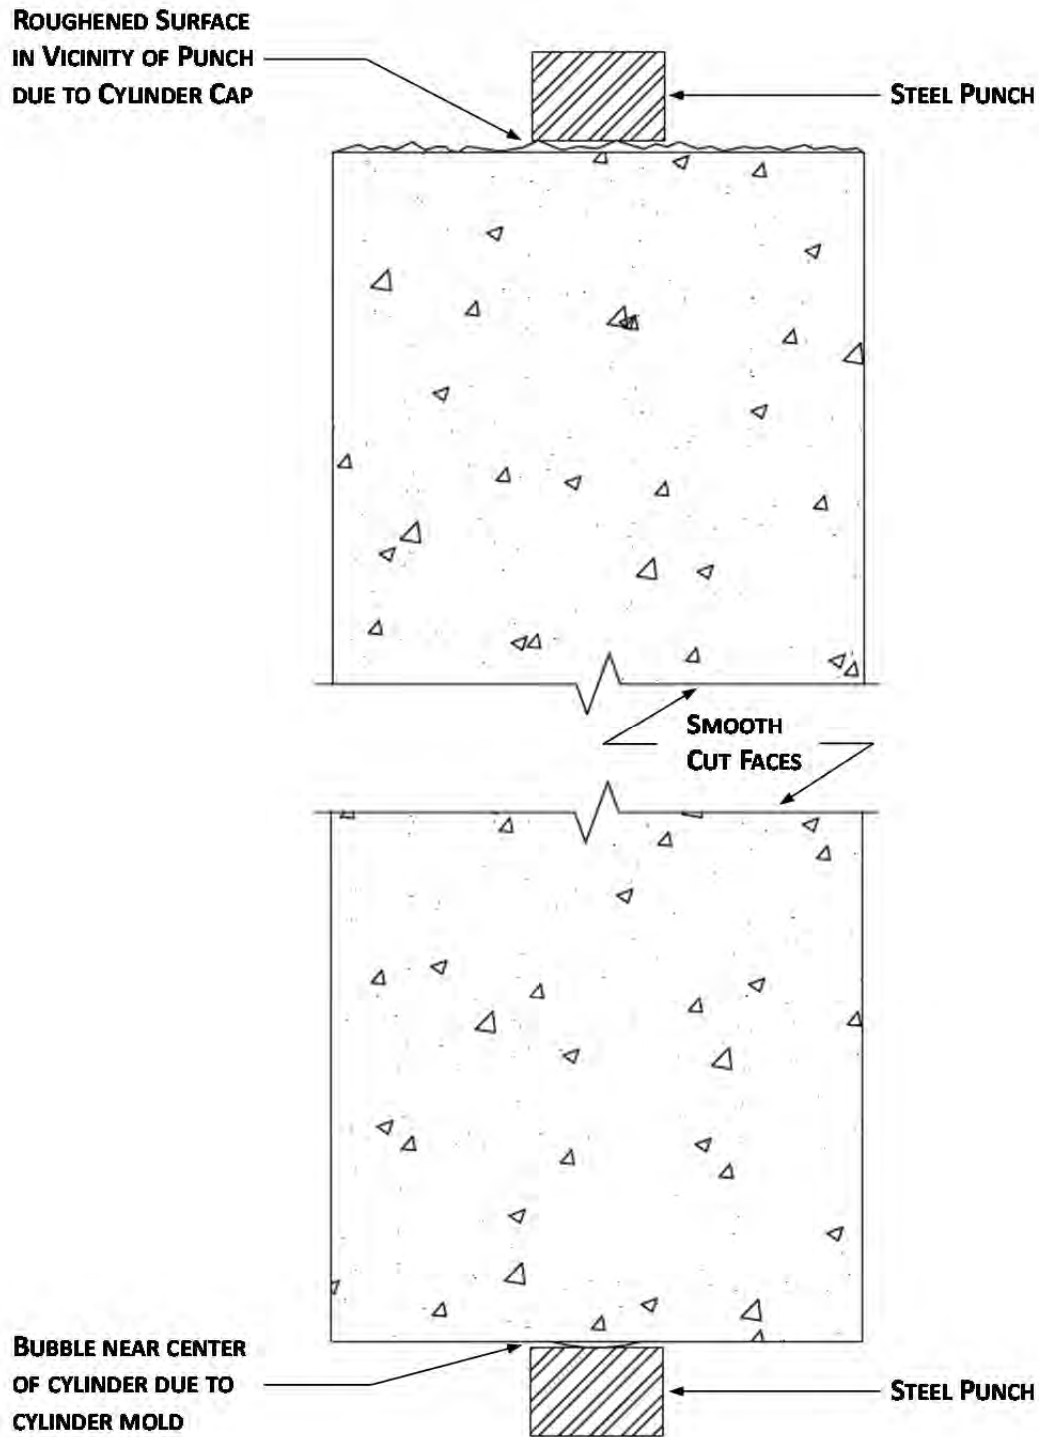 ROUGHENED SURFACE
IN VICINITY OF PUNCH
DUE TO CYLINDER CAP
STEEL PUNCH
SMOOTH
CUT FACES
BUBBLE NEAR CENTER
OF CYLINDER DUE TO
CYLINDER MOLD
STEEL PUNCH